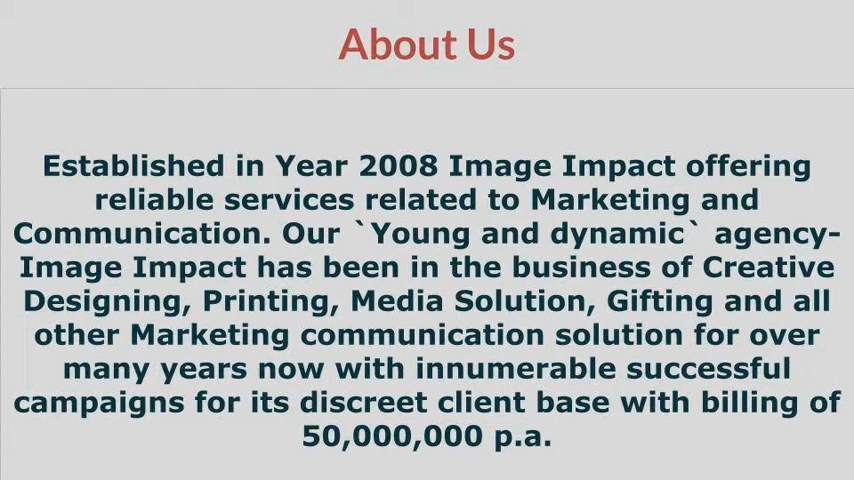 About Us
Established in Year 2008 Image Impact offering
reliable services related to Marketing and
Communication. Our `Young and dynamic` agency-
Image Impact has been in the business of Creative
Designing, Printing, Media Solution, Gifting and all
other Marketing communication solution for over
many years now with innumerable successful
campaigns for its discreet client base with billing of
50,000,000 p.a.